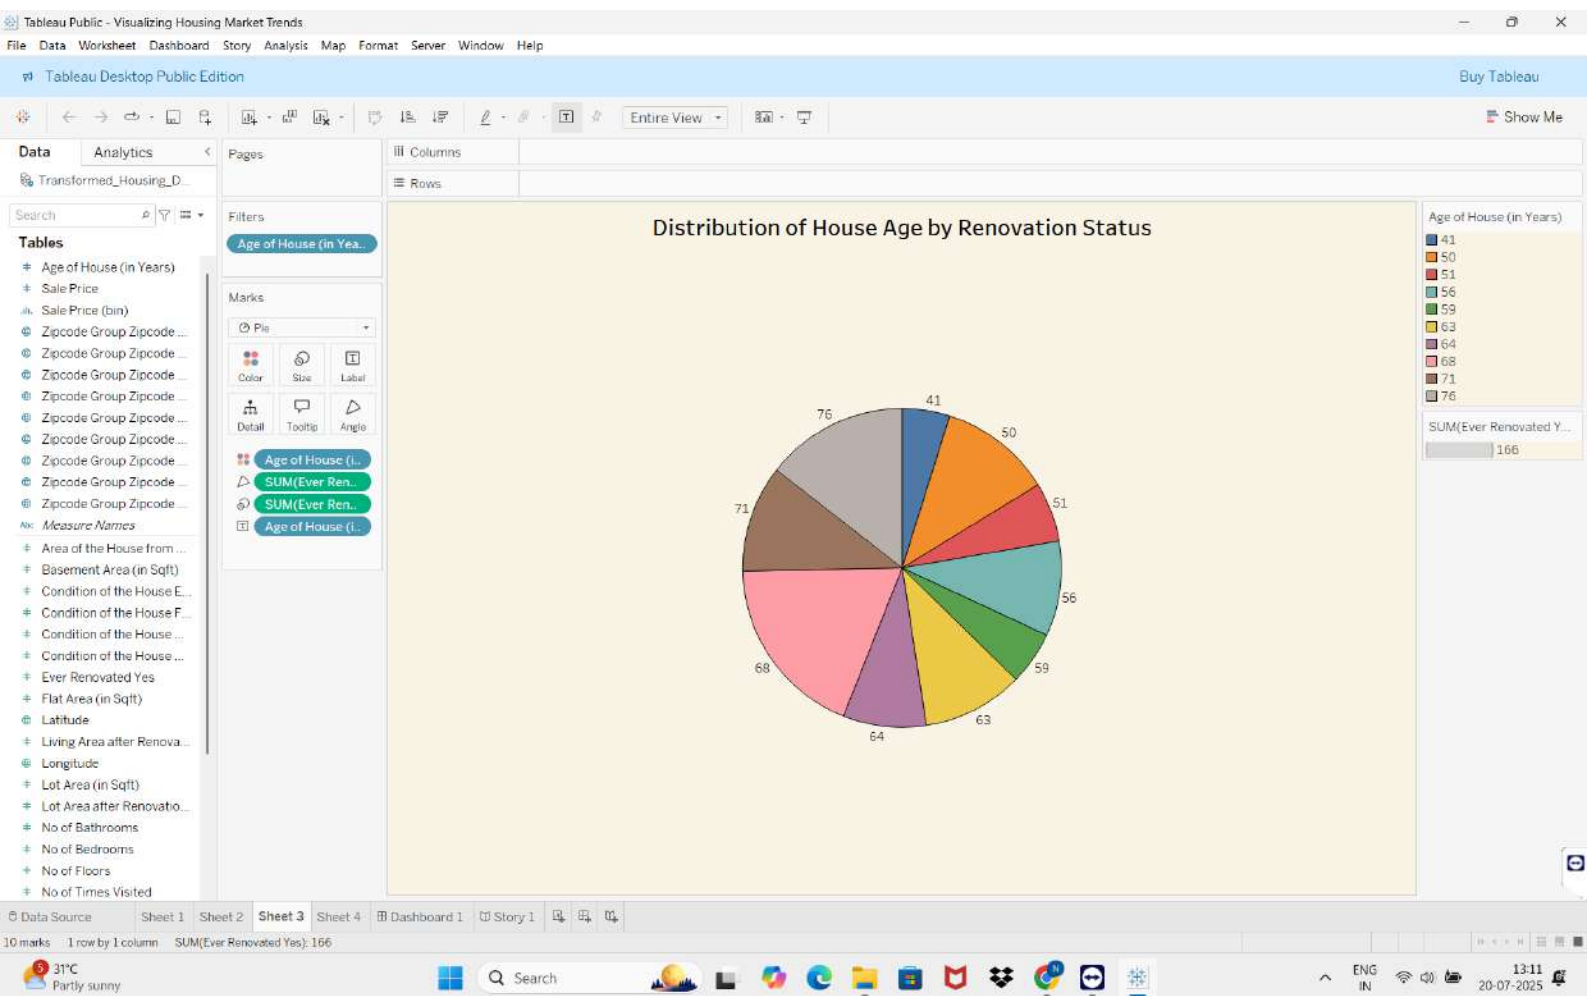 Tableau Public - Visualizing Housing Market Trends
File Data Worksheet Dashboard Story Analysis Map Format Server Window Help
Tableau Desktop Public Edition
Buy Tableau
Entire View
Show Me
Data
Analytics
Pages
Columns
Transformed_Housing_D...
Rows
Search
Filters
Age of House (in Yea..
Tables
Age of House (in Years)
Sale Price
Sale Price (bin)
Zipcode Group Zipcode ...
Zipcode Group Zipcode ...
Zipcode Group Zipcode ...
Zipcode Group Zipcode ...
Zipcode Group Zipcode ...
Zipcode Group Zipcode ...
Zipcode Group Zipcode ...
Zipcode Group Zipcode ...
Zipcode Group Zipcode ...
Abc Measure Names
Area of the House from ...
Basement Area (in Sqft)
Condition of the House E...
Condition of the House F...
Condition of the House ...
Condition of the House ...
Ever Renovated Yes
Flat Area (in Sqft)
Latitude
Living Area after Renova...
Longitude
Lot Area (in Sqft)
Lot Area after Renovatio...
No of Bathrooms
No of Bedrooms
No of Floors
No of Times Visited
Marks
Pie
Color
Size
Label
Detail
Tooltip
Angle
Age of House (i..
SUM(Ever Ren..
SUM(Ever Ren..
Age of House (i..
Distribution of House Age by Renovation Status
41
50
51
56
59
63
64
68
71
76
Age of House (in Years)
41
50
51
56
59
63
64
68
71
76
SUM(Ever Renovated Y...
166
Data Source
Sheet 1
Sheet 2
Sheet 3
Sheet 4
Dashboard 1
Story 1
10 marks 1 row by 1 column SUM(Ever Renovated Yes): 166
5
31°C
Partly sunny
Search
N
ENG
IN
13:11
20-07-2025